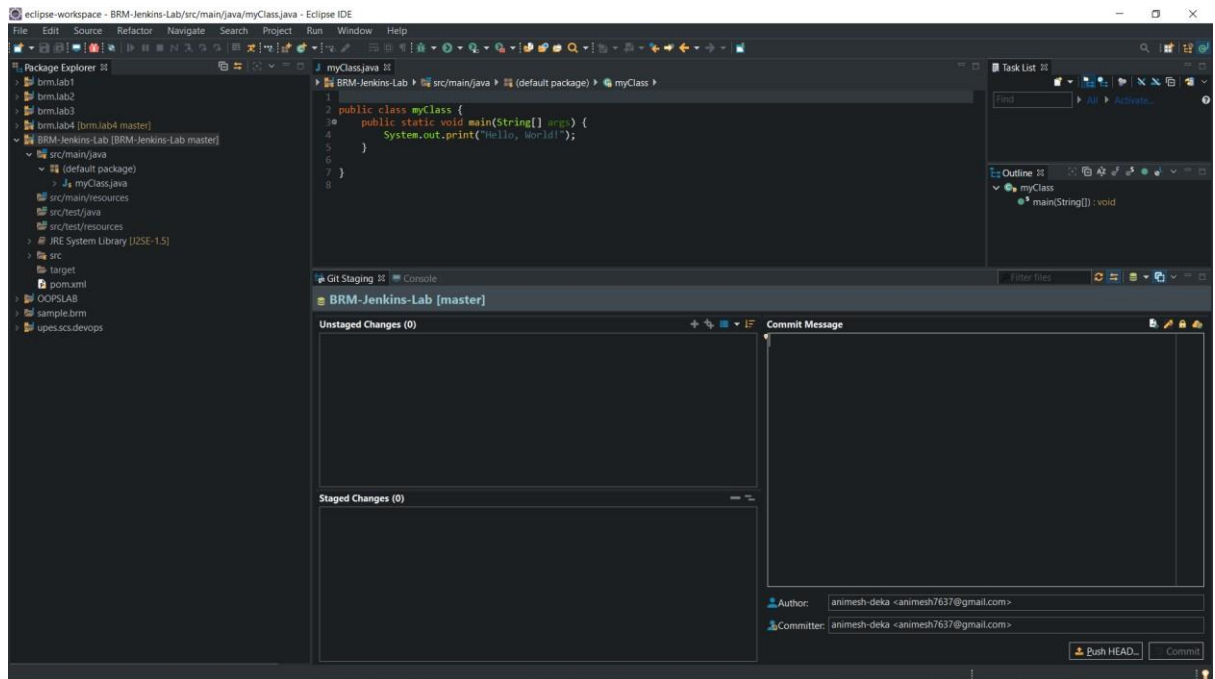 eclipse-workspace - BRM-Jenkins-Lab/src/main/java/myClass.java - Eclipse IDE
File Edit Source Refactor Navigate Search Project Run Window Help
Package Explorer
brm.lab1
brm.lab2
brm.lab3
brm.lab4 [brm.lab4 master]
BRM-Jenkins-Lab [BRM-Jenkins-Lab master]
src/main/java
(default package)
myClass.java
src/main/resources
src/test/java
src/test/resources
JRE System Library [J2SE-1.5]
src
target
pom.xml
OOPSLAB
sample.brm
upes.scs.devops
myClass.java
BRM-Jenkins-Lab src/main/java (default package) myClass
1
2 public class myClass {
3 public static void main(String[] args) {
4 System.out.print("Hello, World!");
5 }
6
7 }
8
Task List
Find All Activate...
Outline
myClass
main(String[]) : void
Git Staging Console
Filter files
BRM-Jenkins-Lab [master]
Unstaged Changes (0)
Staged Changes (0)
Commit Message
Author: animesh-deka <animesh7637@gmail.com>
Committer: animesh-deka <animesh7637@gmail.com>
Push HEAD... Commit